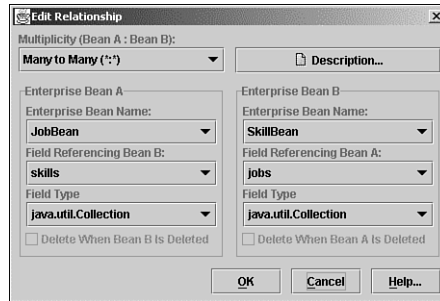 Edit Relationship
Multiplicity (Bean A : Bean B):
Many to Many (*:*)
Description...
Enterprise Bean A
Enterprise Bean Name:
JobBean
Field Referencing Bean B:
skills
Field Type
java.util.Collection
Delete When Bean B Is Deleted
Enterprise Bean B
Enterprise Bean Name:
SkillBean
Field Referencing Bean A:
jobs
Field Type
java.util.Collection
Delete When Bean A Is Deleted
OK
Cancel
Help...